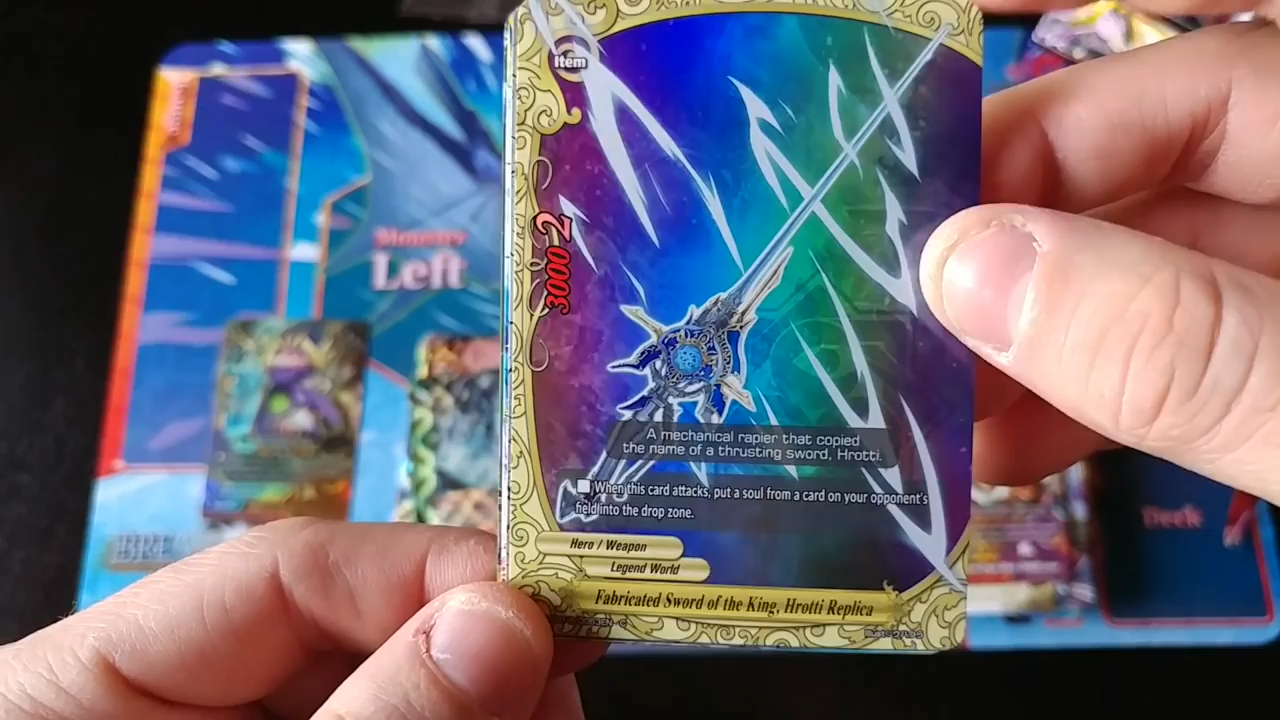 Item
3000 2
Monster
Left
A mechanical rapier that copied
the name of a thrusting sword, Hrotti.
When this card attacks, put a soul from a card on your opponent's
field into the drop zone.
Hero / Weapon
Legend World
Fabricated Sword of the King, Hrotti Replica
Deck